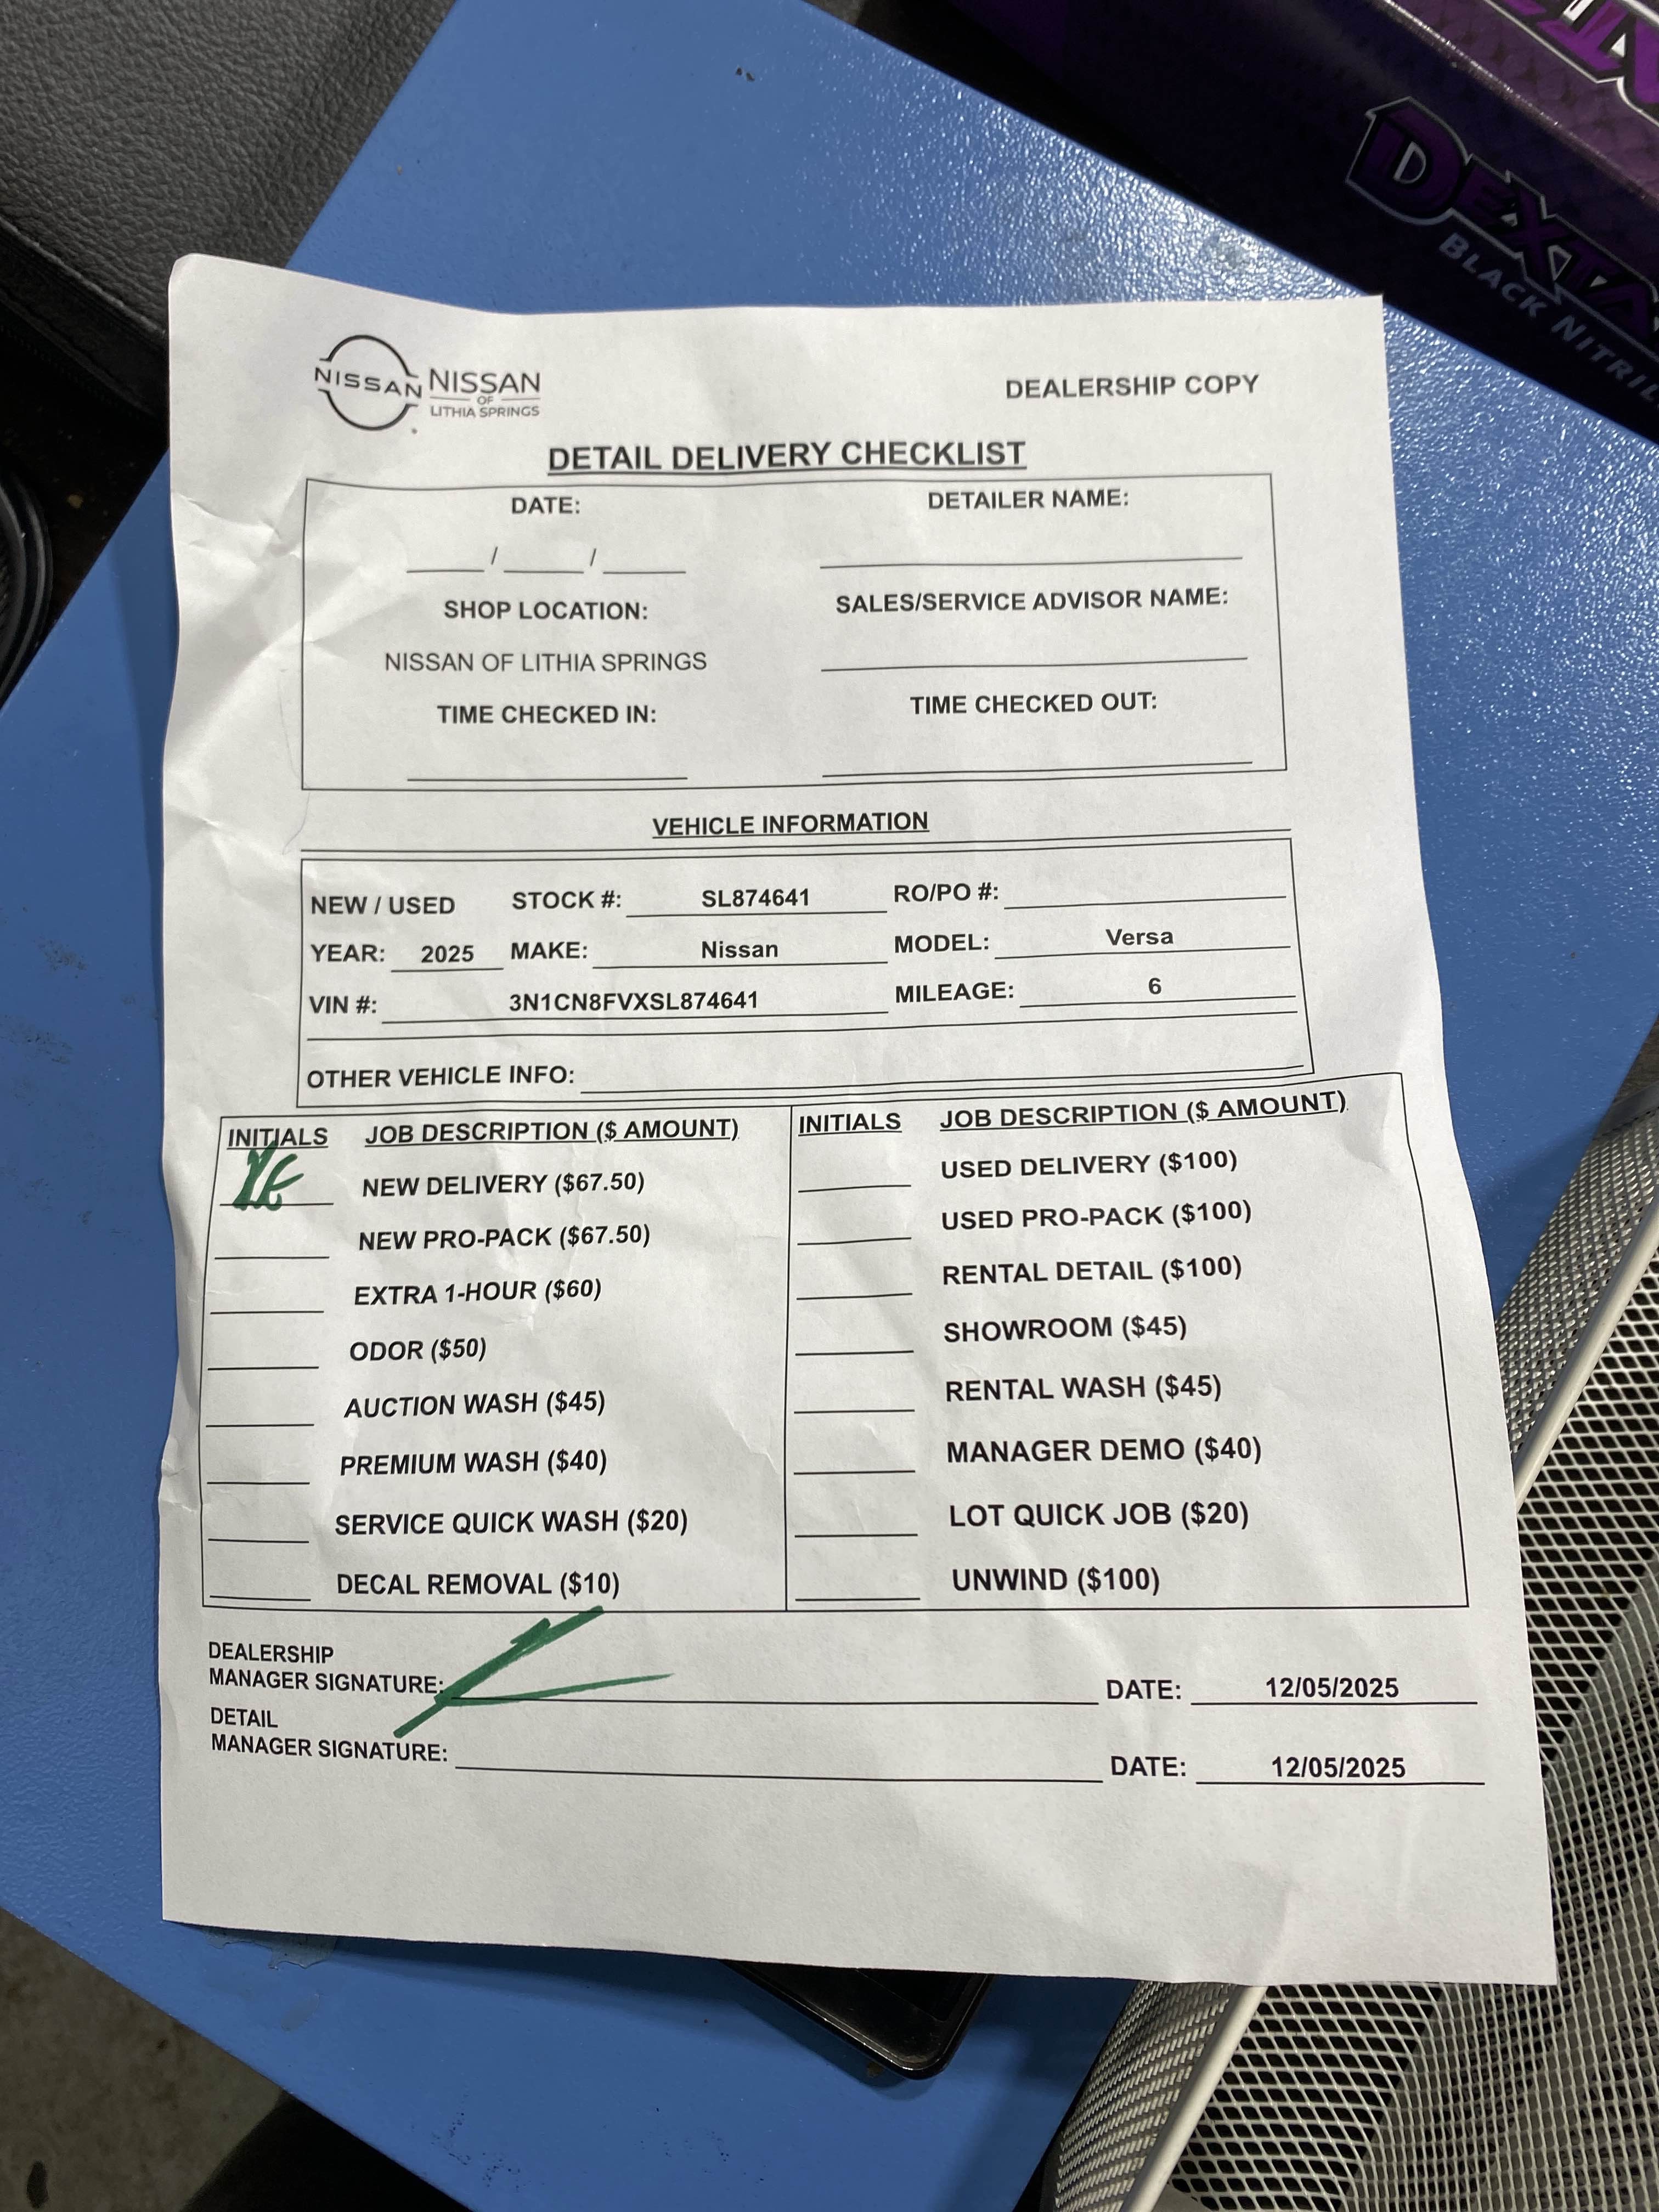 DEXTA
BLACK NITRIL
NISSAN NISSAN
OF
LITHIA SPRINGS
DEALERSHIP COPY
DETAIL DELIVERY CHECKLIST
DATE: DETAILER NAME:
____ / ____ / ____
SHOP LOCATION: SALES/SERVICE ADVISOR NAME:
NISSAN OF LITHIA SPRINGS
TIME CHECKED IN: TIME CHECKED OUT:
VEHICLE INFORMATION
NEW / USED STOCK #: SL874641 RO/PO #:
YEAR: 2025 MAKE: Nissan MODEL: Versa
VIN #: 3N1CN8FVXSL874641 MILEAGE: 6
OTHER VEHICLE INFO:
INITIALS JOB DESCRIPTION ($ AMOUNT)
NEW DELIVERY ($67.50)
NEW PRO-PACK ($67.50)
EXTRA 1-HOUR ($60)
ODOR ($50)
AUCTION WASH ($45)
PREMIUM WASH ($40)
SERVICE QUICK WASH ($20)
DECAL REMOVAL ($10)
INITIALS JOB DESCRIPTION ($ AMOUNT)
USED DELIVERY ($100)
USED PRO-PACK ($100)
RENTAL DETAIL ($100)
SHOWROOM ($45)
RENTAL WASH ($45)
MANAGER DEMO ($40)
LOT QUICK JOB ($20)
UNWIND ($100)
DEALERSHIP
MANAGER SIGNATURE: DATE: 12/05/2025
DETAIL
MANAGER SIGNATURE: DATE: 12/05/2025